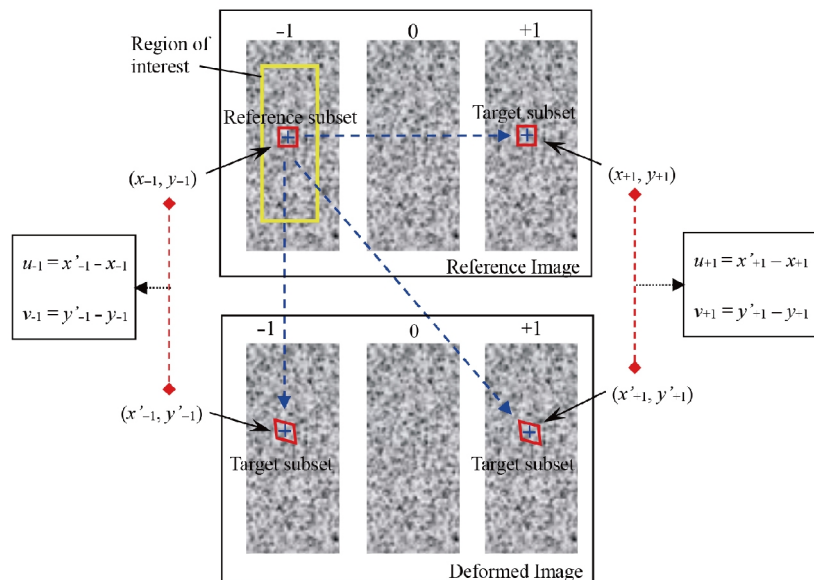 -1 0 +1
Region of
interest
Reference subset
Target subset
(x-1, y-1)
(x+1, y+1)
Reference Image
u-1 = x'-1 - x-1
v-1 = y'-1 - y-1
u+1 = x'+1 - x+1
v+1 = y'+1 - y+1
-1 0 +1
(x'-1, y'-1)
(x'+1, y'+1)
Target subset
Target subset
Deformed Image